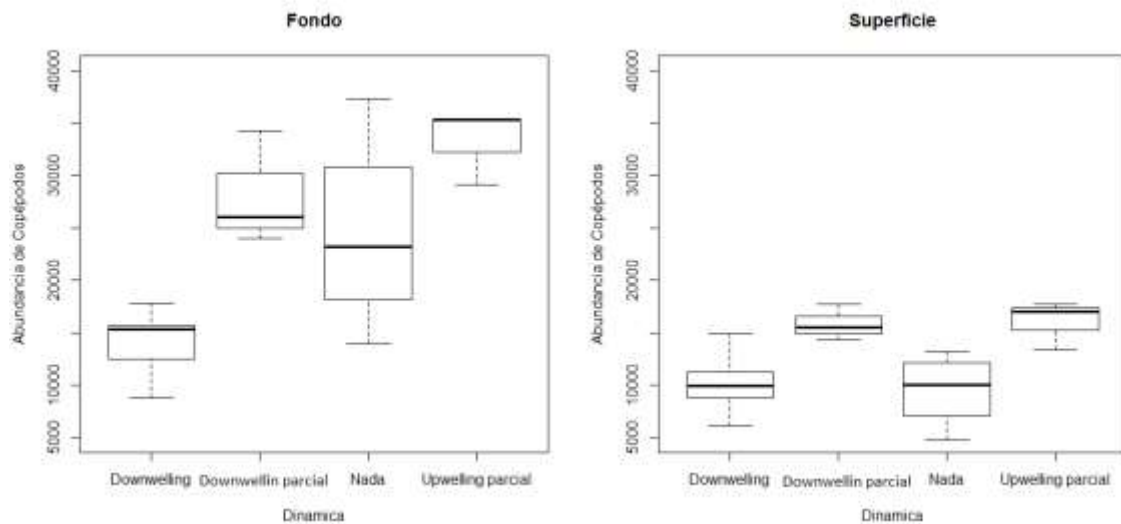 Fondo
Abundancia de Copépodos
40000
30000
20000
10000
5000
Downwelling
Downwellin parcial
Nada
Upwelling parcial
Dinamica
Superficie
Abundancia de Copépodos
40000
30000
20000
10000
5000
Downwelling
Downwellin parcial
Nada
Upwelling parcial
Dinamica